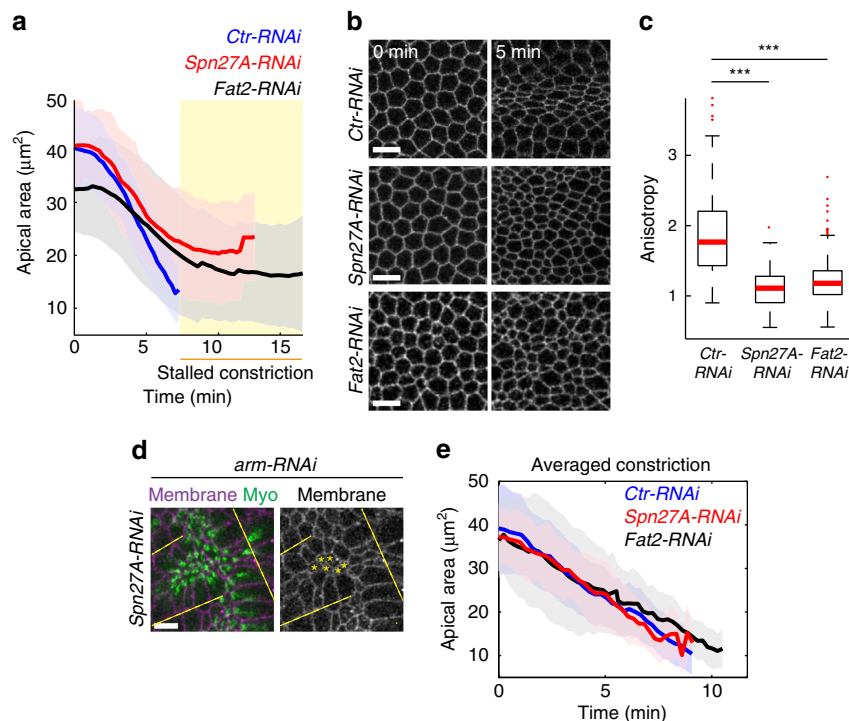 a
Ctr-RNAi
Spn27A-RNAi
Fat2-RNAi
Apical area (μm²)
50
40
30
20
10
0
5
10
15
Stalled constriction
Time (min)
b
0 min
5 min
Ctr-RNAi
Spn27A-RNAi
Fat2-RNAi
c
***
***
Anisotropy
3
2
1
Ctr-
RNAi
Spn27A-
RNAi
Fat2-
RNAi
d
arm-RNAi
Membrane Myo
Membrane
Spn27A-RNAi
e
Averaged constriction
Ctr-RNAi
Spn27A-RNAi
Fat2-RNAi
Apical area (μm²)
50
40
30
20
10
0
5
10
Time (min)